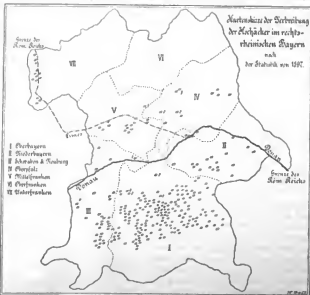 Kartenskizze der Verbreitung
der Hochäcker im rechts-
rheinischen Bayern
nach
der Statistik von 1897.
Grenze des
Röm. Reichs
VII
VI
V
IV
Limes
II
Donau
Donau
Grenze des
Röm. Reichs
III
I
I Oberbayern
II Niederbayern
III Schwaben & Neuburg
IV Oberpfalz
V Mittelfranken
VI Oberfranken
VII Unterfranken